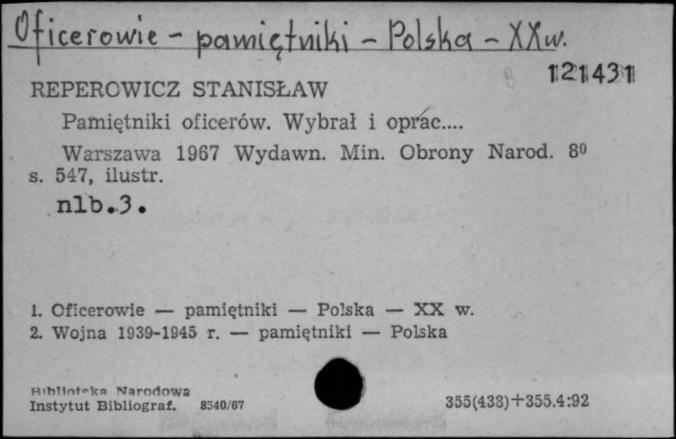 Oficerowie - pamiętniki - Polska - XXw.
121431
REPEROWICZ STANISŁAW
Pamiętniki oficerów. Wybrał i oprác....
Warszawa 1967 Wydawn. Min. Obrony Narod. 8⁰
s. 547, ilustr.
nlb.3.
1. Oficerowie — pamiętniki — Polska — XX w.
2. Wojna 1939-1945 r. — pamiętniki — Polska
Biblioteka Narodowa
Instytut Bibliograf. 8540/67
355(438)+355.4:92